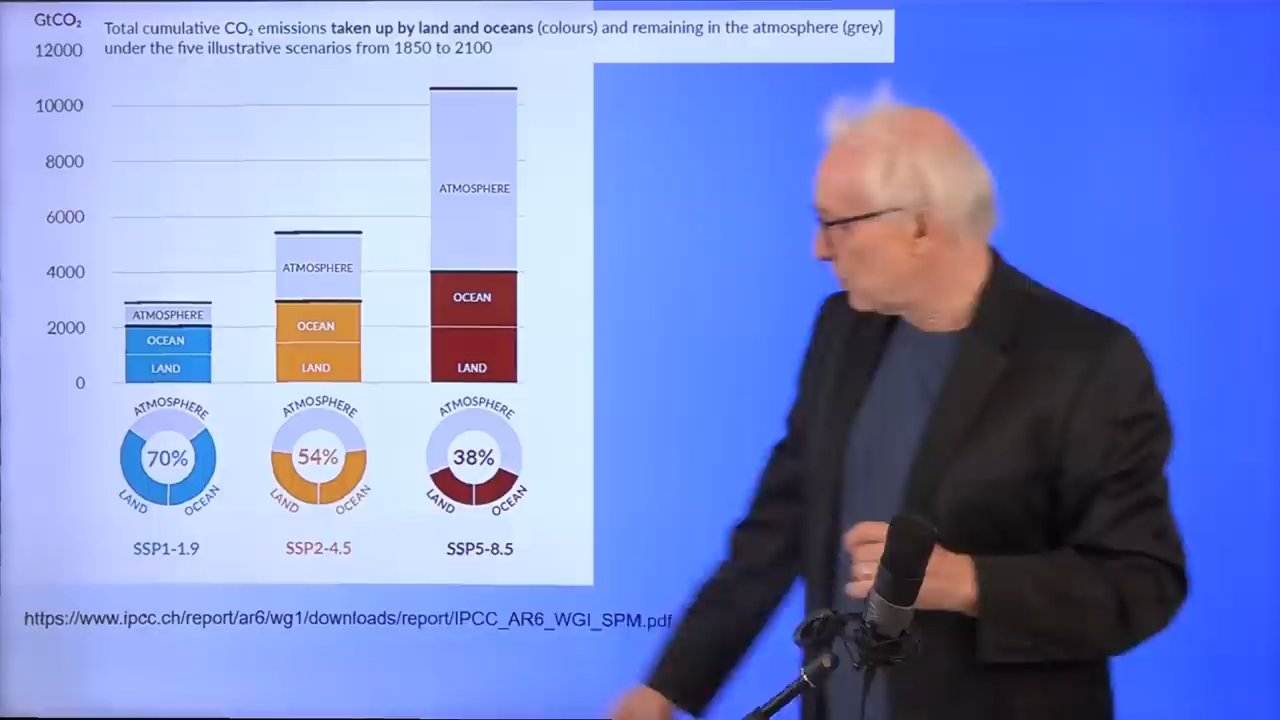 GtCO₂
Total cumulative CO₂ emissions taken up by land and oceans (colours) and remaining in the atmosphere (grey)
under the five illustrative scenarios from 1850 to 2100
12000
10000
8000
6000
4000
2000
0
ATMOSPHERE
OCEAN
LAND
ATMOSPHERE
OCEAN
LAND
ATMOSPHERE
OCEAN
LAND
ATMOSPHERE
70%
LAND
OCEAN
ATMOSPHERE
54%
LAND
OCEAN
ATMOSPHERE
38%
LAND
OCEAN
SSP1-1.9
SSP2-4.5
SSP5-8.5
https://www.ipcc.ch/report/ar6/wg1/downloads/report/IPCC_AR6_WGI_SPM.pdf